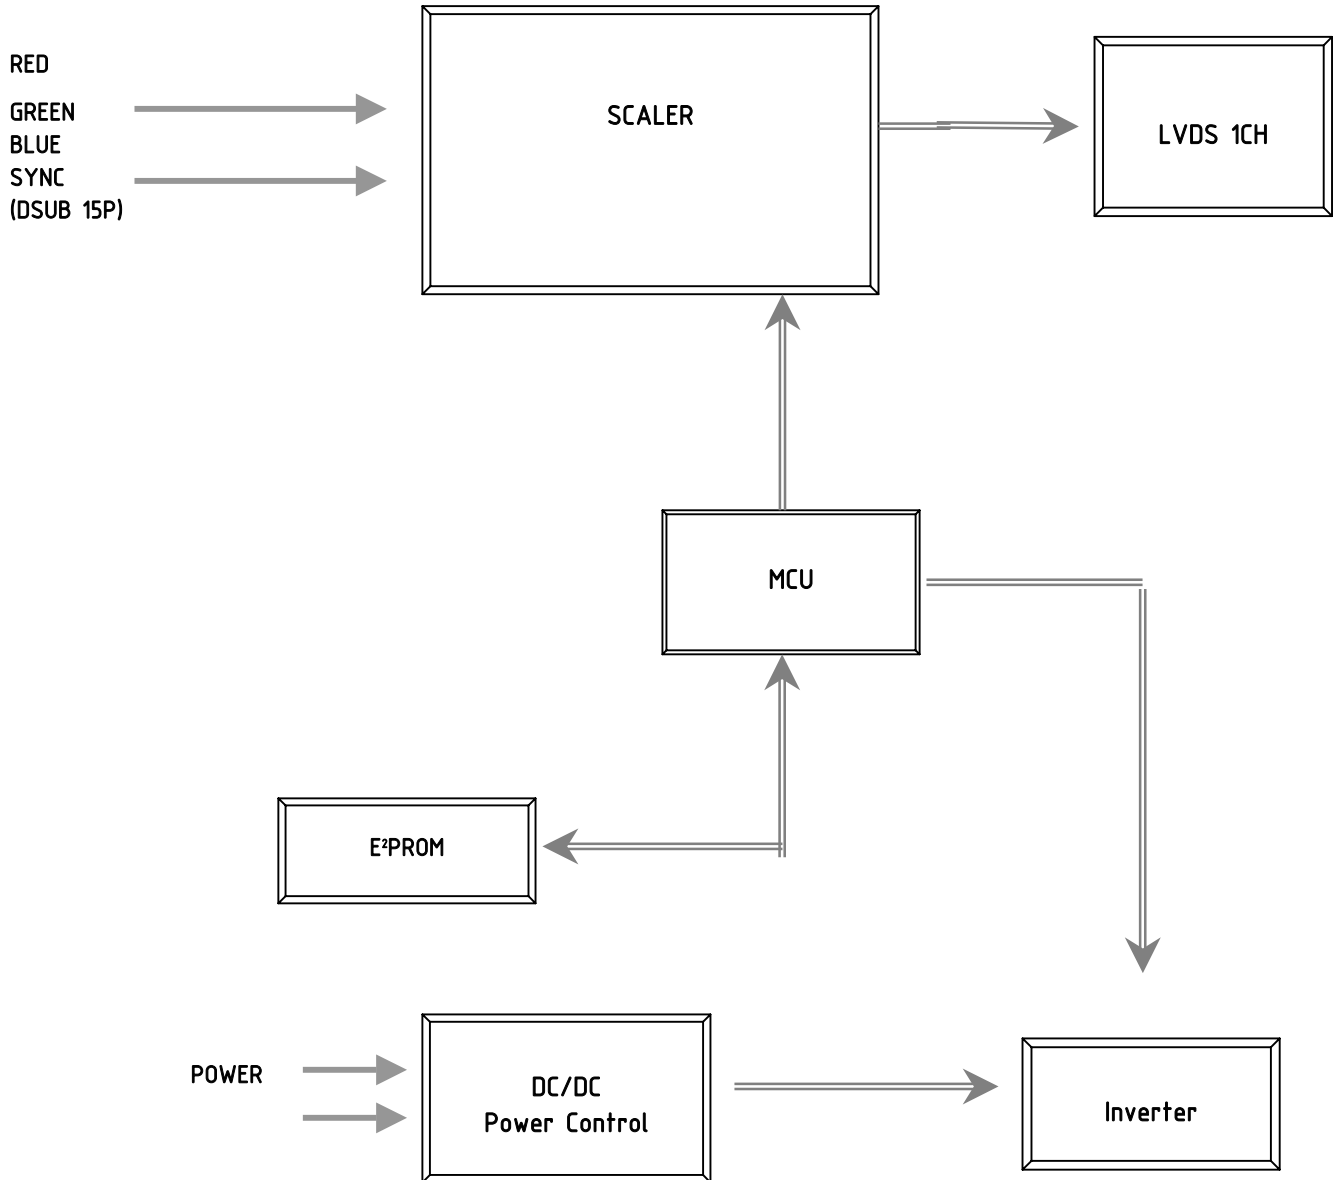 RED
GREEN
BLUE
SYNC
(DSUB 15P)
SCALER
LVDS 1CH
MCU
E²PROM
POWER
DC/DC
Power Control
Inverter